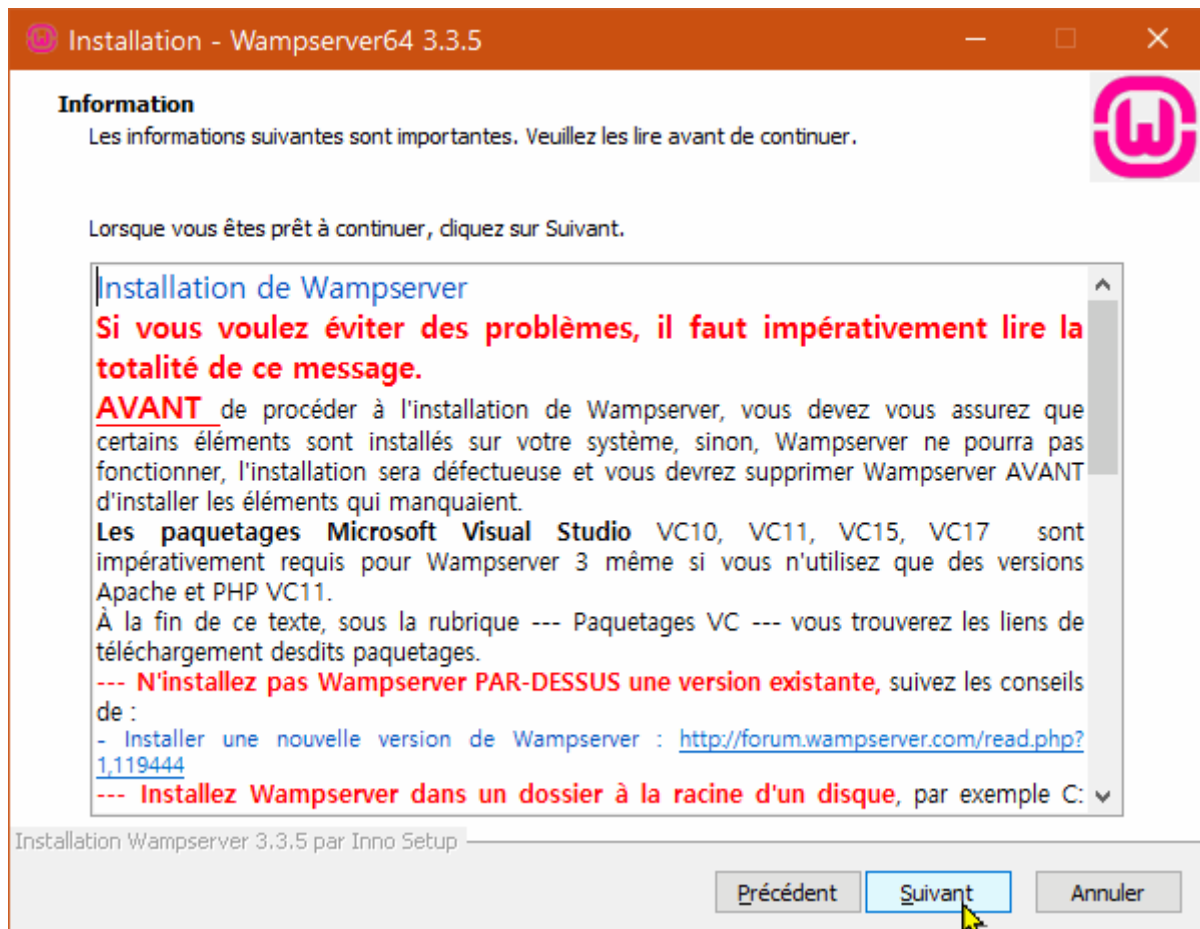 Installation - Wampserver64 3.3.5
Information
Les informations suivantes sont importantes. Veuillez les lire avant de continuer.
Lorsque vous êtes prêt à continuer, cliquez sur Suivant.
Installation de Wampserver
Si vous voulez éviter des problèmes, il faut impérativement lire la
totalité de ce message.
AVANT de procéder à l'installation de Wampserver, vous devez vous assurez que
certains éléments sont installés sur votre système, sinon, Wampserver ne pourra pas
fonctionner, l'installation sera défectueuse et vous devrez supprimer Wampserver AVANT
d'installer les éléments qui manquaient.
Les paquetages Microsoft Visual Studio VC10, VC11, VC15, VC17 sont
impérativement requis pour Wampserver 3 même si vous n'utilisez que des versions
Apache et PHP VC11.
À la fin de ce texte, sous la rubrique --- Paquetages VC --- vous trouverez les liens de
téléchargement desdits paquetages.
--- N'installez pas Wampserver PAR-DESSUS une version existante, suivez les conseils
de :
- Installer une nouvelle version de Wampserver : http://forum.wampserver.com/read.php?
1,119444
--- Installez Wampserver dans un dossier à la racine d'un disque, par exemple C:
Installation Wampserver 3.3.5 par Inno Setup
Précédent
Suivant
Annuler